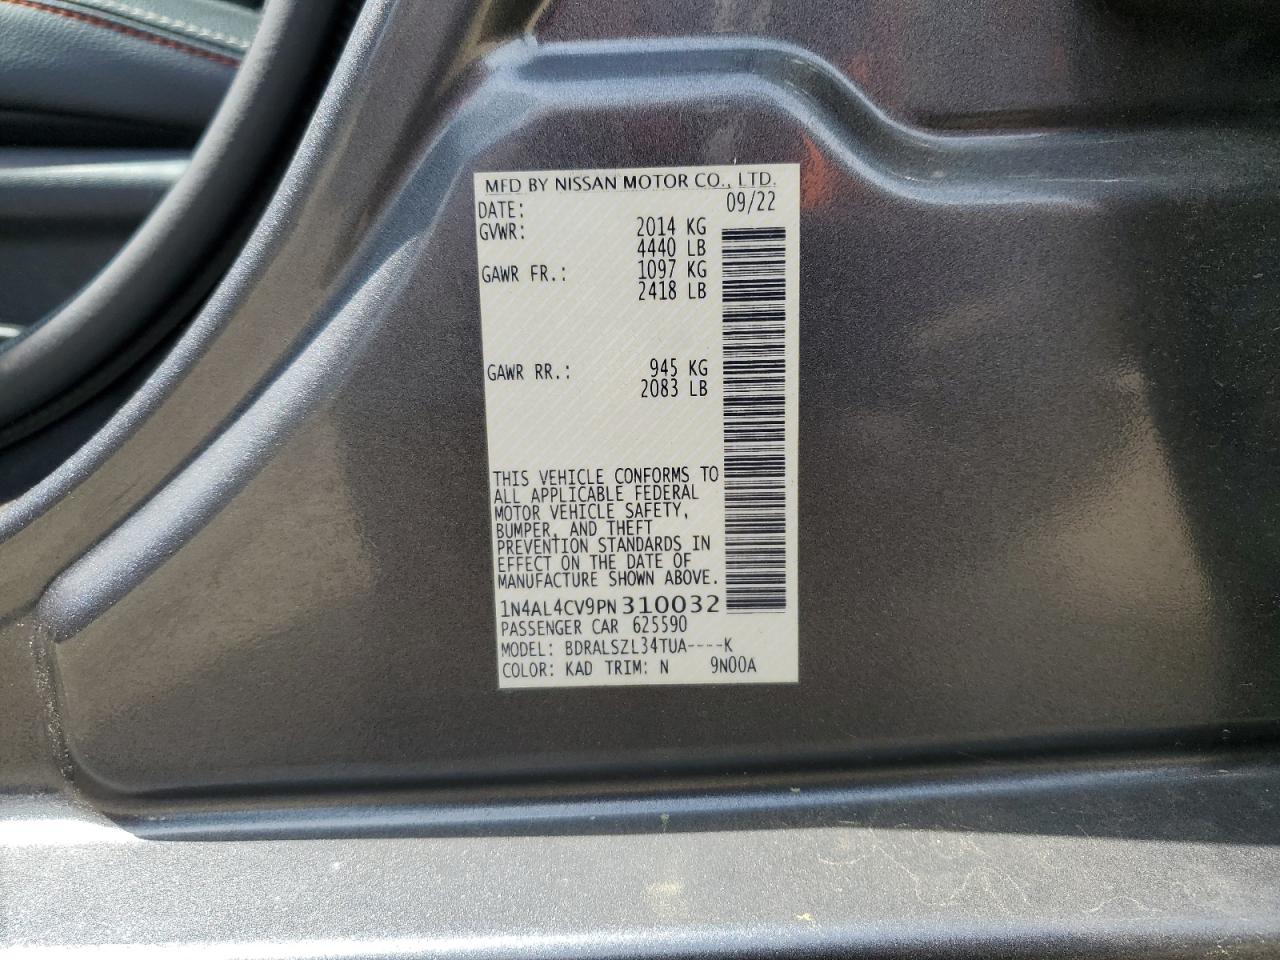 MFD BY NISSAN MOTOR CO., LTD.
DATE: 09/22
GVWR: 2014 KG
4440 LB
GAWR FR.: 1097 KG
2418 LB
GAWR RR.: 945 KG
2083 LB
THIS VEHICLE CONFORMS TO
ALL APPLICABLE FEDERAL
MOTOR VEHICLE SAFETY,
BUMPER, AND THEFT
PREVENTION STANDARDS IN
EFFECT ON THE DATE OF
MANUFACTURE SHOWN ABOVE.
1N4AL4CV9PN310032
PASSENGER CAR 625590
MODEL: BDRALSZL34TUA----K
COLOR: KAD TRIM: N 9N00A